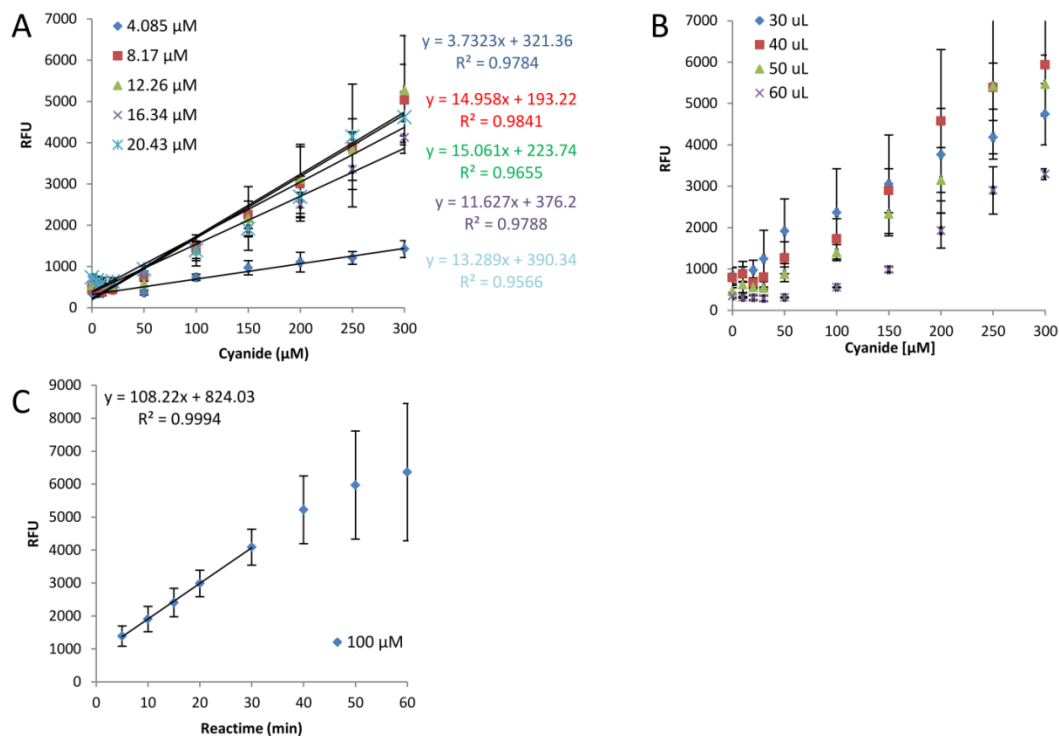 A
7000
6000
5000
4000
3000
2000
1000
0
RFU
4.085 µM
8.17 µM
12.26 µM
16.34 µM
20.43 µM
y = 3.7323x + 321.36
R² = 0.9784
y = 14.958x + 193.22
R² = 0.9841
y = 15.061x + 223.74
R² = 0.9655
y = 11.627x + 376.2
R² = 0.9788
y = 13.289x + 390.34
R² = 0.9566
0 50 100 150 200 250 300
Cyanide (µM)
B
7000
6000
5000
4000
3000
2000
1000
0
RFU
30 uL
40 uL
50 uL
60 uL
0 50 100 150 200 250 300
Cyanide [µM]
C
9000
8000
7000
6000
5000
4000
3000
2000
1000
0
RFU
y = 108.22x + 824.03
R² = 0.9994
100 µM
0 10 20 30 40 50 60
Reactime (min)